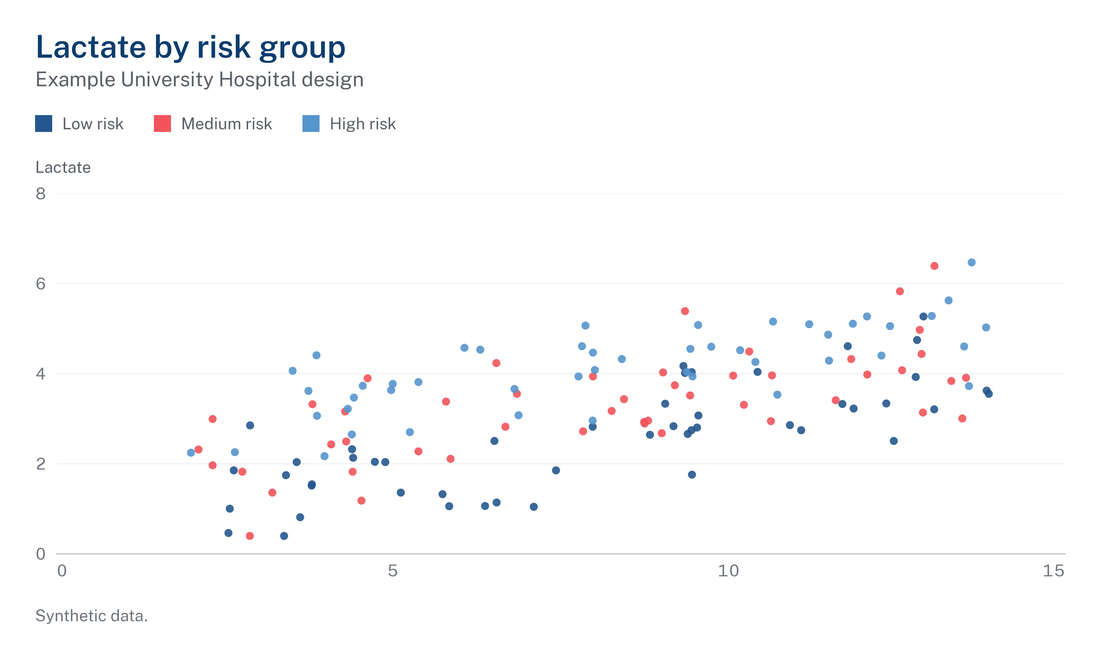 Lactate by risk group
Example University Hospital design
Low risk Medium risk High risk
Lactate
8
6
4
2
0
0 5 10 15
Synthetic data.